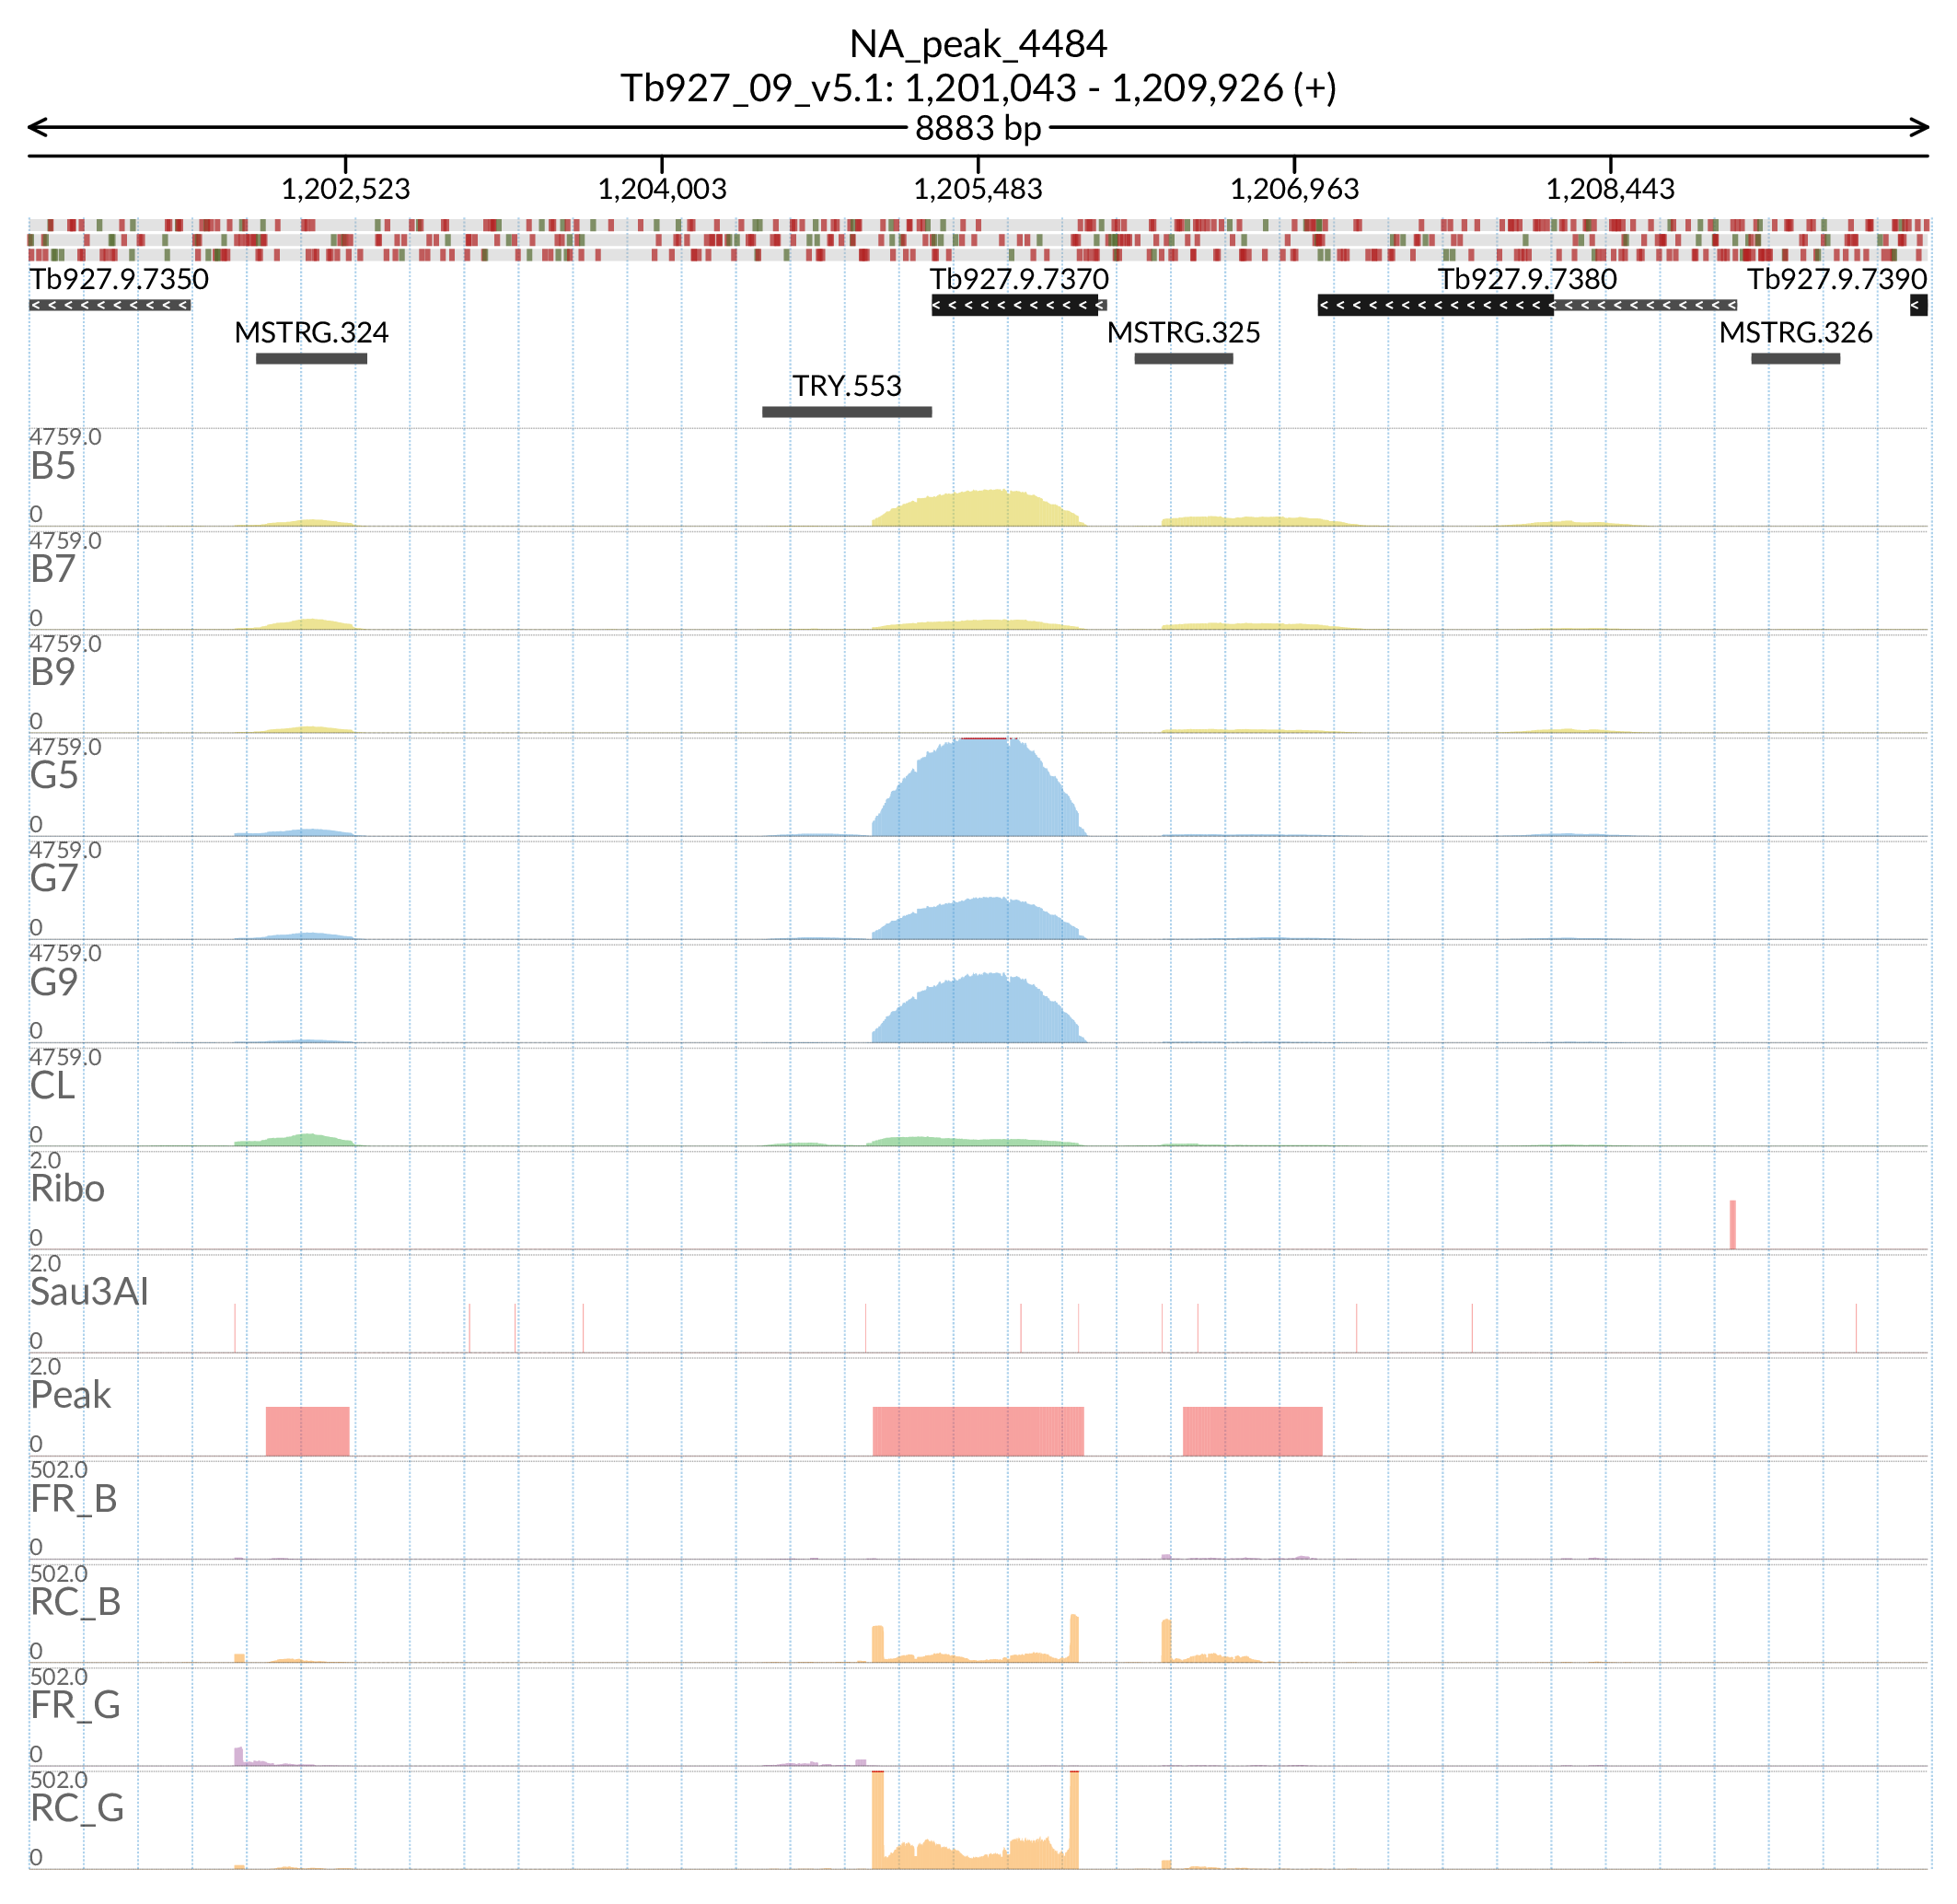 NA_peak_4484
Tb927_09_v5.1: 1,201,043 - 1,209,926 (+)
8883 bp
1,202,523 1,204,003 1,205,483 1,206,963 1,208,443
Tb927.9.7350 Tb927.9.7370 Tb927.9.7380 Tb927.9.7390
MSTRG.324 MSTRG.325 MSTRG.326
TRY.553
4759.0
B5
0
4759.0
B7
0
4759.0
B9
0
4759.0
G5
0
4759.0
G7
0
4759.0
G9
0
4759.0
CL
0
2.0
Ribo
0
2.0
Sau3AI
0
2.0
Peak
0
502.0
FR_B
0
502.0
RC_B
0
502.0
FR_G
0
502.0
RC_G
0